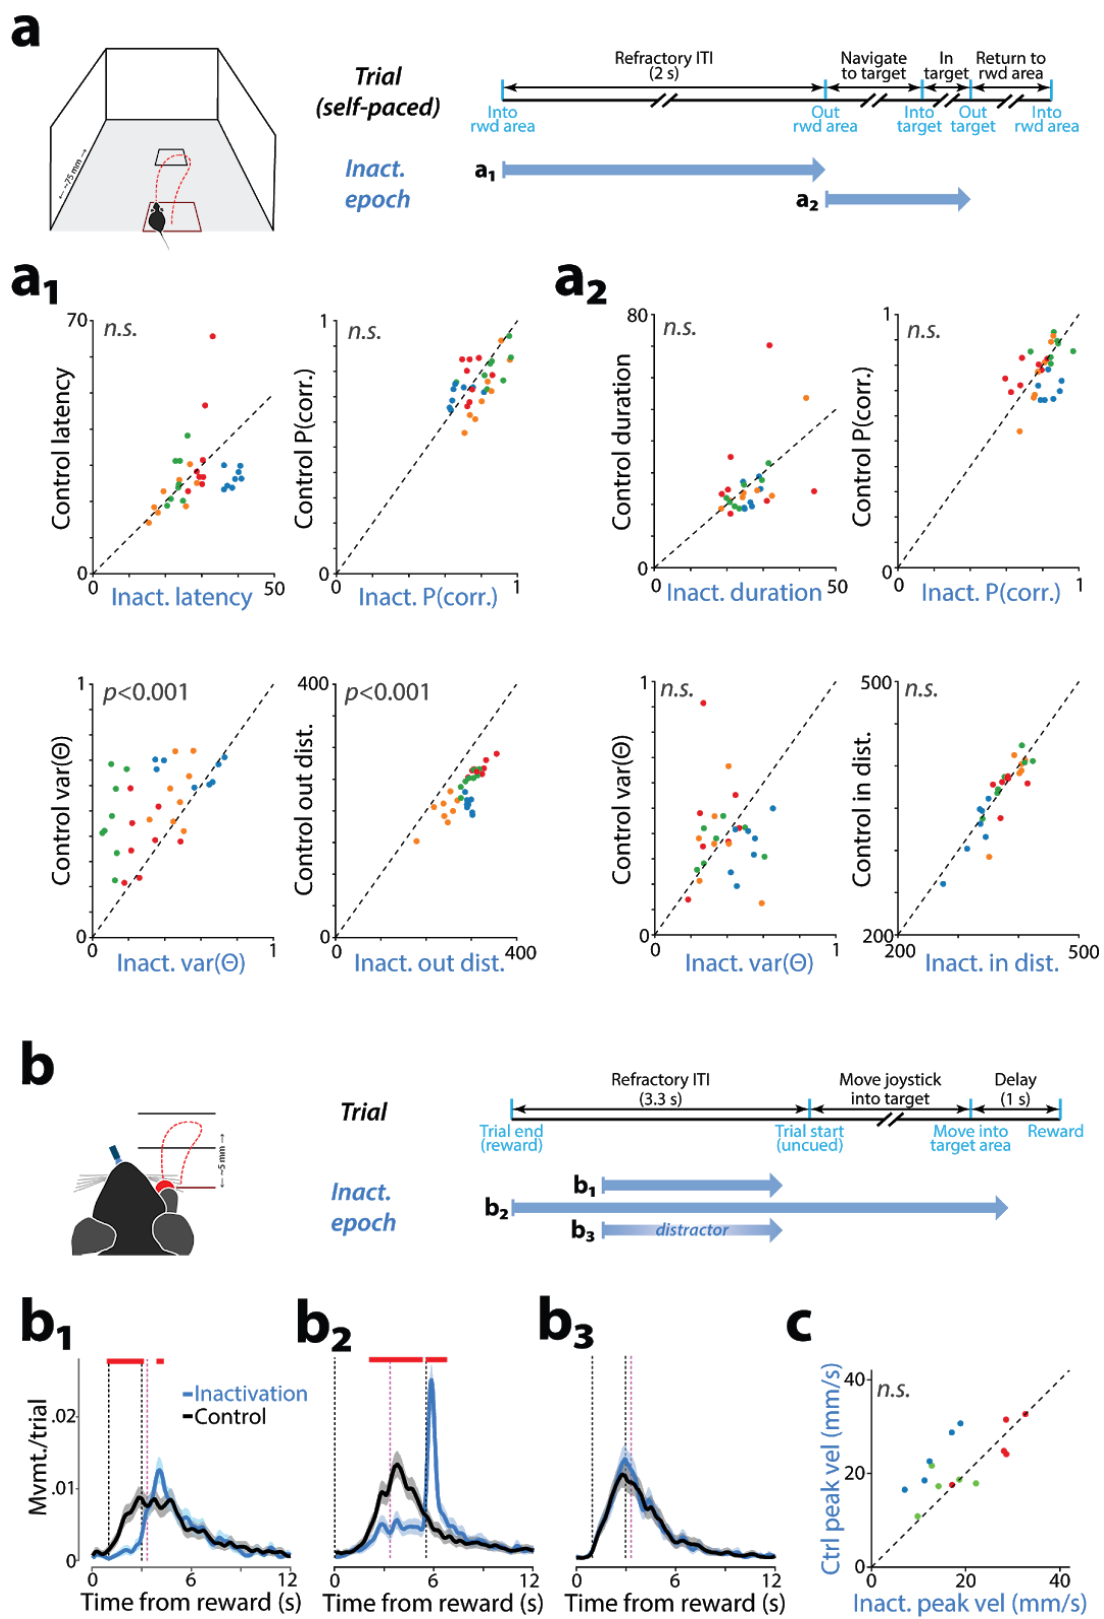 a
Trial
(self-paced)
Refractory ITI
(2 s)
Navigate
to target
In
target
Return to
rwd area
Into
rwd area
Out
rwd area
Into
target
Out
target
Into
rwd area
~75 mm
Inact.
epoch
a1
a2
a1
70
n.s.
Control latency
0
0
50
Inact. latency
1
n.s.
Control P(corr.)
0
0
1
Inact. P(corr.)
a2
80
n.s.
Control duration
0
0
50
Inact. duration
1
n.s.
Control P(corr.)
0
0
1
Inact. P(corr.)
1
p<0.001
Control var(Θ)
0
0
1
Inact. var(Θ)
400
p<0.001
Control out dist.
0
0
400
Inact. out dist.
1
n.s.
Control var(Θ)
0
0
1
Inact. var(Θ)
500
n.s.
Control in dist.
200
200
500
Inact. in dist.
b
Trial
Refractory ITI
(3.3 s)
Move joystick
into target
Delay
(1 s)
Trial end
(reward)
Trial start
(uncued)
Move into
target area
Reward
~5 mm
Inact.
epoch
b1
b2
b3
distractor
b1
Inactivation
Control
Mvmt./trial
.02
.01
0
0 6 12
Time from reward (s)
b2
0 6 12
Time from reward (s)
b3
0 6 12
Time from reward (s)
c
n.s.
Ctrl peak vel (mm/s)
40
20
0
0 20 40
Inact. peak vel (mm/s)